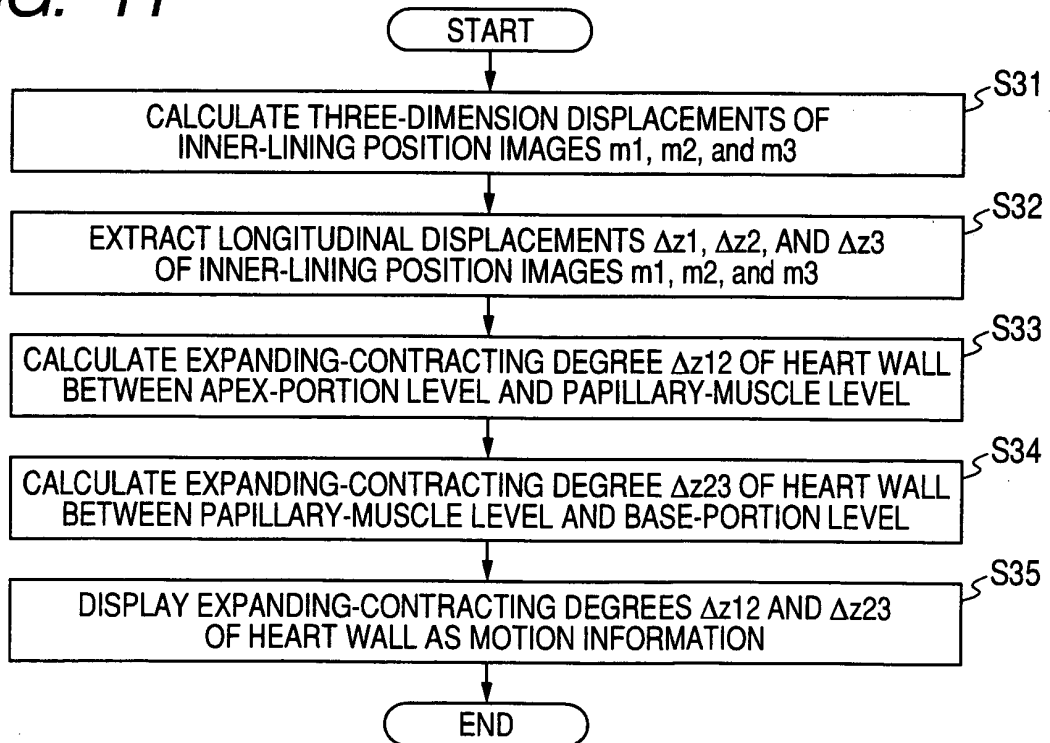 FIG. 11
START
S31
CALCULATE THREE-DIMENSION DISPLACEMENTS OF
INNER-LINING POSITION IMAGES m1, m2, and m3
S32
EXTRACT LONGITUDINAL DISPLACEMENTS Δz1, Δz2, AND Δz3
OF INNER-LINING POSITION IMAGES m1, m2, and m3
S33
CALCULATE EXPANDING-CONTRACTING DEGREE Δz12 OF HEART WALL
BETWEEN APEX-PORTION LEVEL AND PAPILLARY-MUSCLE LEVEL
S34
CALCULATE EXPANDING-CONTRACTING DEGREE Δz23 OF HEART WALL
BETWEEN PAPILLARY-MUSCLE LEVEL AND BASE-PORTION LEVEL
S35
DISPLAY EXPANDING-CONTRACTING DEGREES Δz12 AND Δz23
OF HEART WALL AS MOTION INFORMATION
END